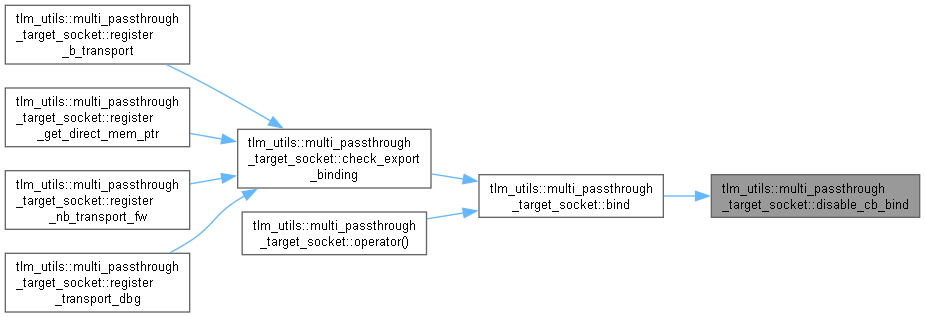 tlm_utils::multi_passthrough
_target_socket::register
_b_transport
tlm_utils::multi_passthrough
_target_socket::register
_get_direct_mem_ptr
tlm_utils::multi_passthrough
_target_socket::register
_nb_transport_fw
tlm_utils::multi_passthrough
_target_socket::register
_transport_dbg
tlm_utils::multi_passthrough
_target_socket::check_export
_binding
tlm_utils::multi_passthrough
_target_socket::operator()
tlm_utils::multi_passthrough
_target_socket::bind
tlm_utils::multi_passthrough
_target_socket::disable_cb_bind